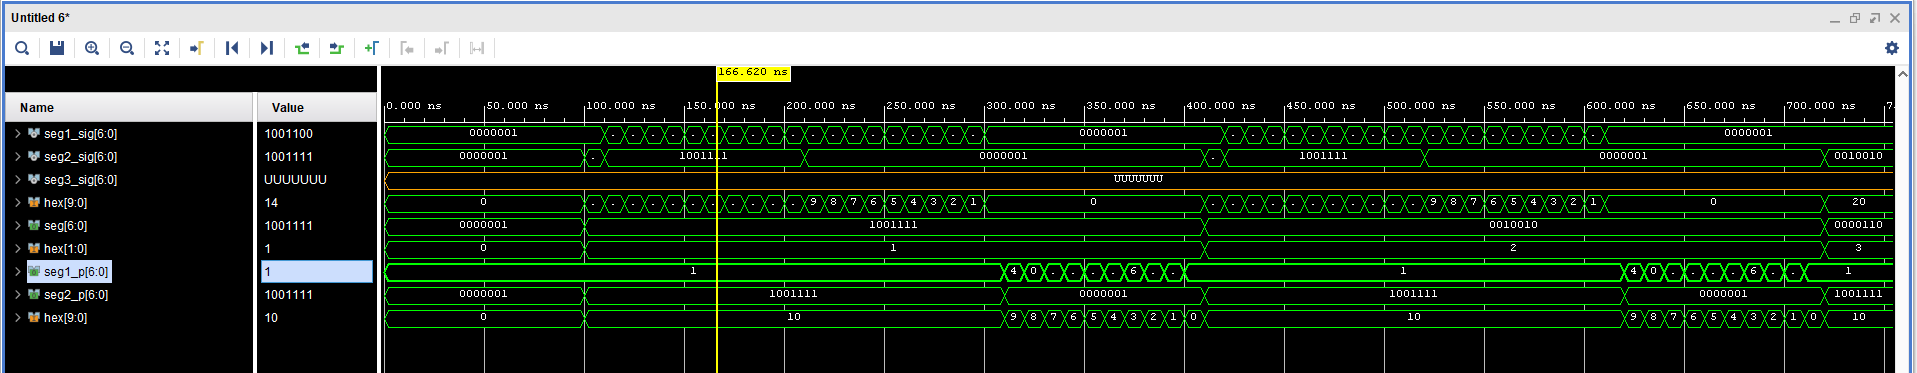 Untitled 6*
166.620 ns
Name Value 0.000 ns 50.000 ns 100.000 ns 150.000 ns 200.000 ns 250.000 ns 300.000 ns 350.000 ns 400.000 ns 450.000 ns 500.000 ns 550.000 ns 600.000 ns 650.000 ns 700.000 ns
seg1_sig[6:0] 1001100 0000001 . . . . . . . . . . . . . . . . . . . 0000001 . . . . . . . . . . . . . . . . . . . 0000001
seg2_sig[6:0] 1001111 0000001 . 1001111 0000001 . 1001111 0000001 0010010
seg3_sig[6:0] UUUUUUU UUUUUUU
hex[9:0] 14 0 . . . . . . . . . . . 9 8 7 6 5 4 3 2 1 0 . . . . . . . . . . . 9 8 7 6 5 4 3 2 1 0 20
seg[6:0] 1001111 0000001 1001111 0010010 0000110
hex[1:0] 1 0 1 2 3
seg1_p[6:0] 1 1 4 0 . . . . 6 . . 1 4 0 . . . . 6 . . 1
seg2_p[6:0] 1001111 0000001 1001111 0000001 1001111 0000001 1001111
hex[9:0] 10 0 10 9 8 7 6 5 4 3 2 1 0 10 9 8 7 6 5 4 3 2 1 0 10